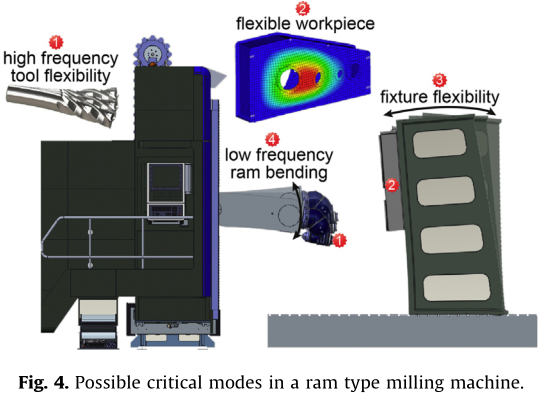 1
high frequency
tool flexibility
2
flexible workpiece
3
fixture flexibility
4
low frequency
ram bending
2
1
Fig. 4. Possible critical modes in a ram type milling machine.